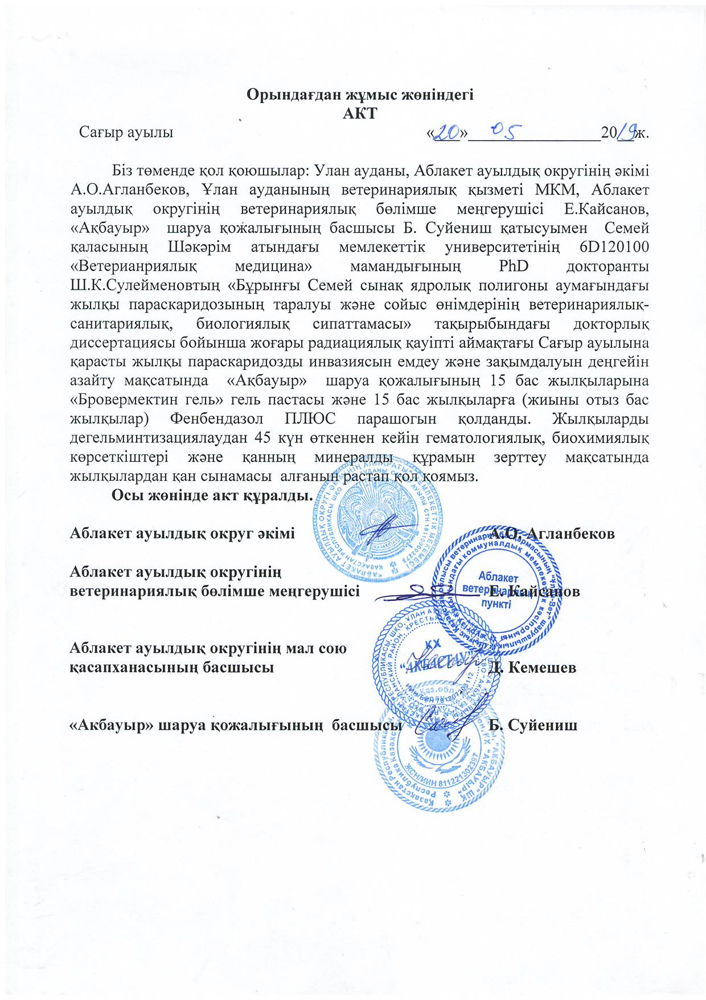 Орындағдан жұмыс жөніндегі
АКТ
Сағыр ауылы «20» 05 2019ж.
Біз төменде қол қоюшылар: Улан ауданы, Аблакет ауылдық округінің әкімі
А.О.Агланбеков, Ұлан ауданының ветеринариялық қызметі МКМ, Аблакет
ауылдық округінің ветеринариялық бөлімше меңгерушісі Е.Кайсанов,
«Ақбауыр» шаруа қожалығының басшысы Б. Суйениш қатысуымен Семей
қаласының Шәкәрім атындағы мемлекеттік университетінің 6D120100
«Ветерианриялық медицина» мамандығының PhD докторанты
Ш.К.Сулейменовтың «Бұрынғы Семей сынақ ядролық полигоны аумағындағы
жылқы параскаридозының таралуы және сойыс өнімдерінің ветеринариялық-
санитариялық, биологиялық сипаттамасы» тақырыбындағы докторлық
диссертациясы бойынша жоғары радиациялық қауіпті аймақтағы Сағыр ауылына
қарасты жылқы параскаридозды инвазиясын емдеу және зақымдалуын деңгейін
азайту мақсатында «Ақбауыр» шаруа қожалығының 15 бас жылқыларына
«Бровермектин гель» гель пастасы және 15 бас жылқыларға (жиыны отыз бас
жылқылар) Фенбендазол ПЛЮС парашогын қолданды. Жылқыларды
дегельминтизациялаудан 45 күн өткеннен кейін гематологиялық, биохимиялық
көрсеткіштері және қанның минералды құрамын зерттеу мақсатында
жылқылардан қан сынамасы алғанын растап қол қоямыз.
Осы жөнінде акт құралды.
Аблакет ауылдық округ әкімі А.О. Агланбеков
Аблакет ауылдық округінің
ветеринариялық бөлімше меңгерушісі Е. Кайсанов
Аблакет
ветеринарлық
пункті
Аблакет ауылдық округінің мал сою
қасапханасының басшысы Д. Кемешев
КХ
“АКБАСТАУ”
ИИН/БИН 781207303112
«Акбауыр» шаруа қожалығының басшысы Б. Суйениш
ЖСН/ИИН 811221302397